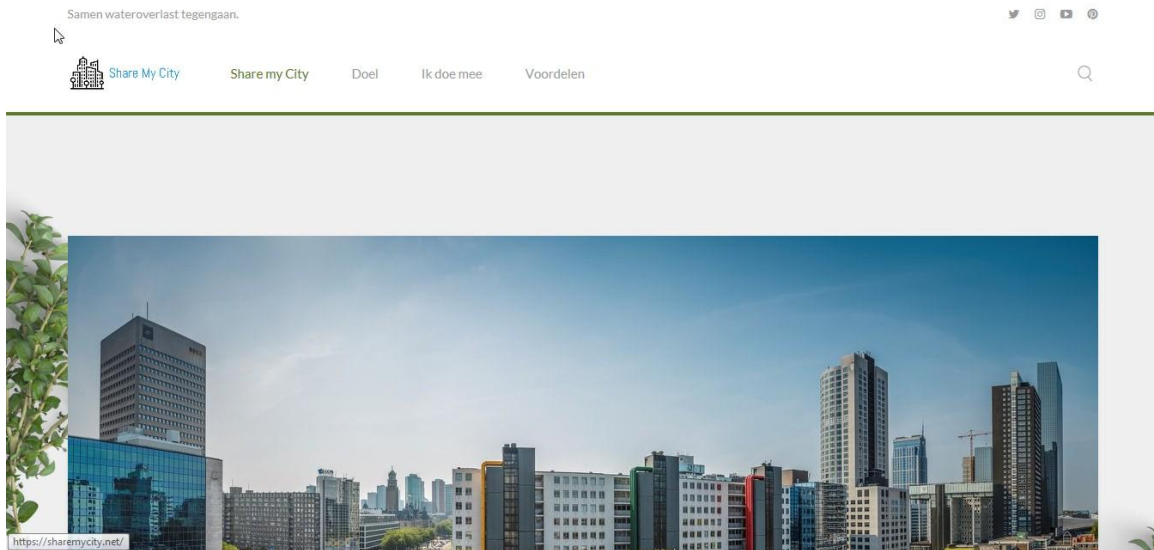 Samen wateroverlast tegengaan.
Share My City
Share my City Doel Ik doe mee Voordelen
https://sharemycity.net/